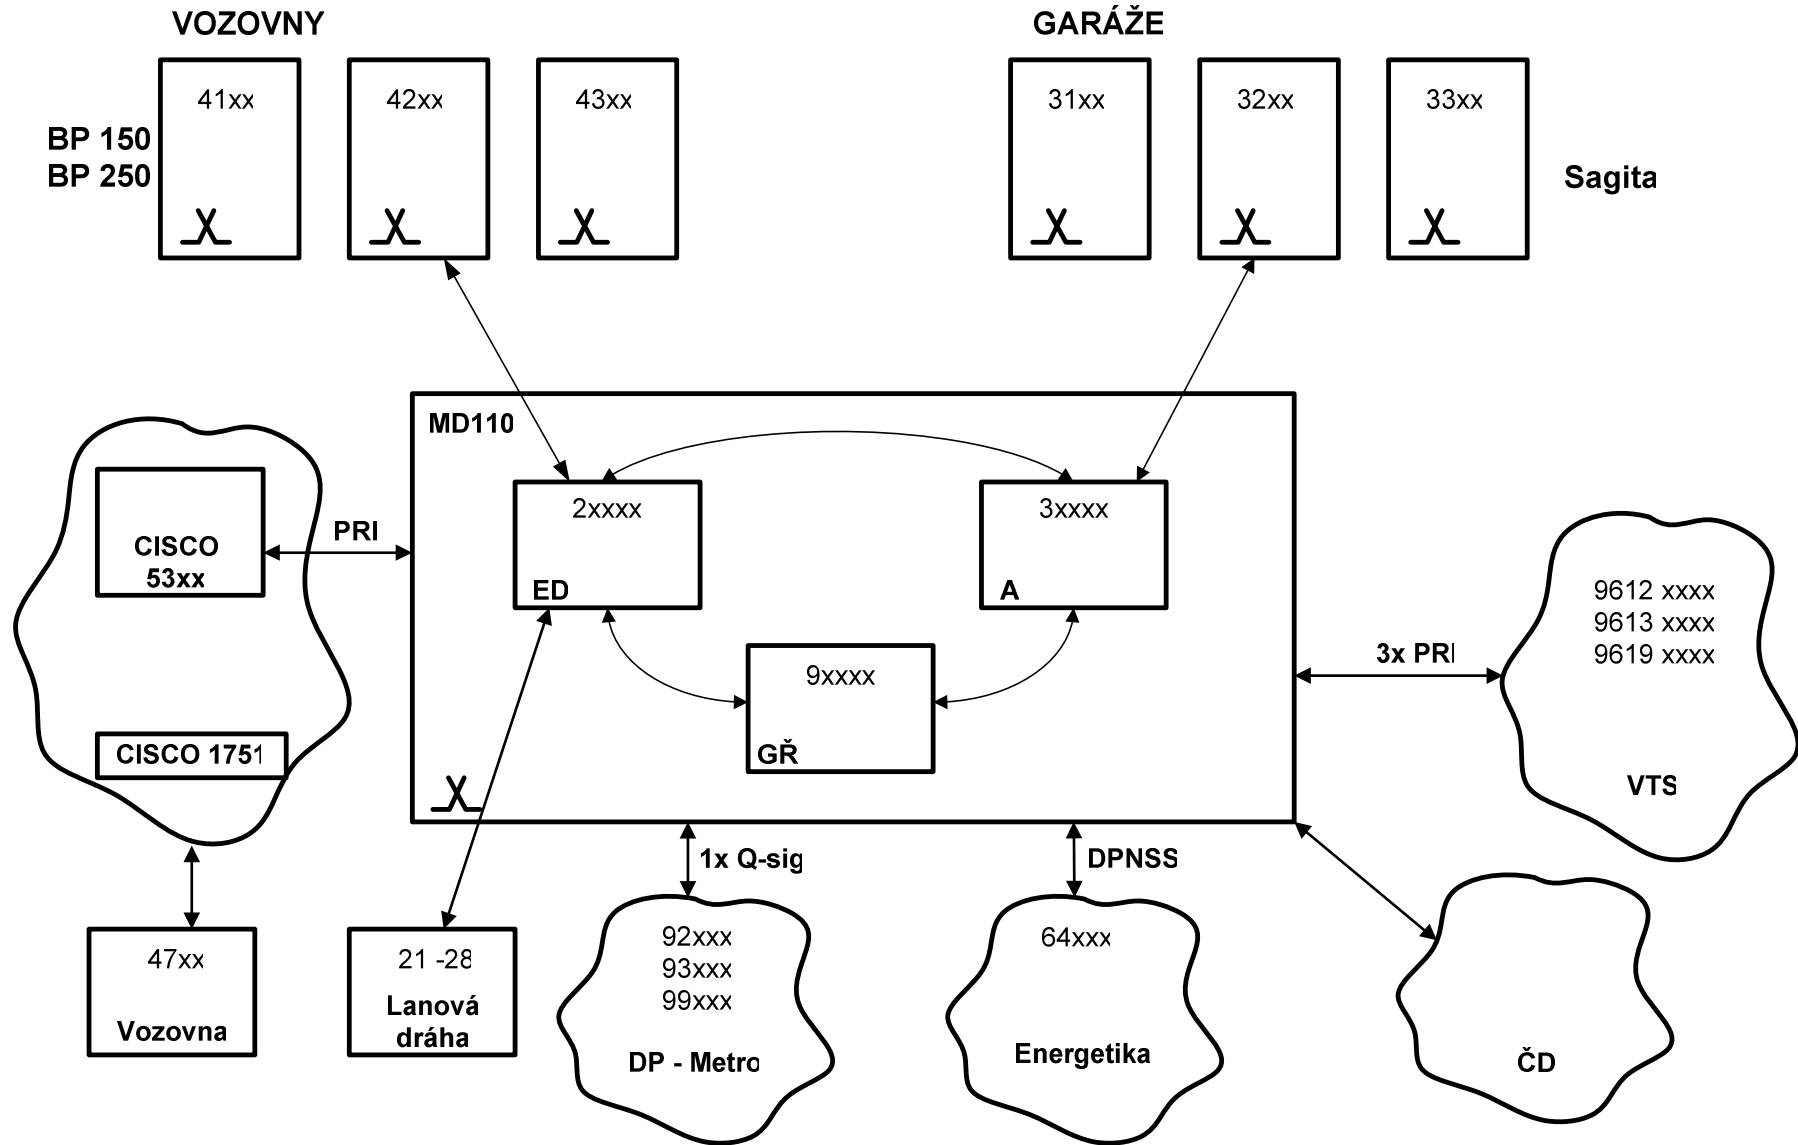 VOZOVNY
GARÁŽE
41xx
42xx
43xx
31xx
32xx
33xx
BP 150
BP 250
Sagita
MD110
2xxxx
ED
3xxxx
A
9xxxx
GŘ
CISCO
53xx
PRI
CISCO 1751
3x PRI
9612 xxxx
9613 xxxx
9619 xxxx
VTS
1x Q-sig
DPNSS
47xx
Vozovna
21 -28
Lanová
dráha
92xxx
93xxx
99xxx
DP - Metro
64xxx
Energetika
ČD